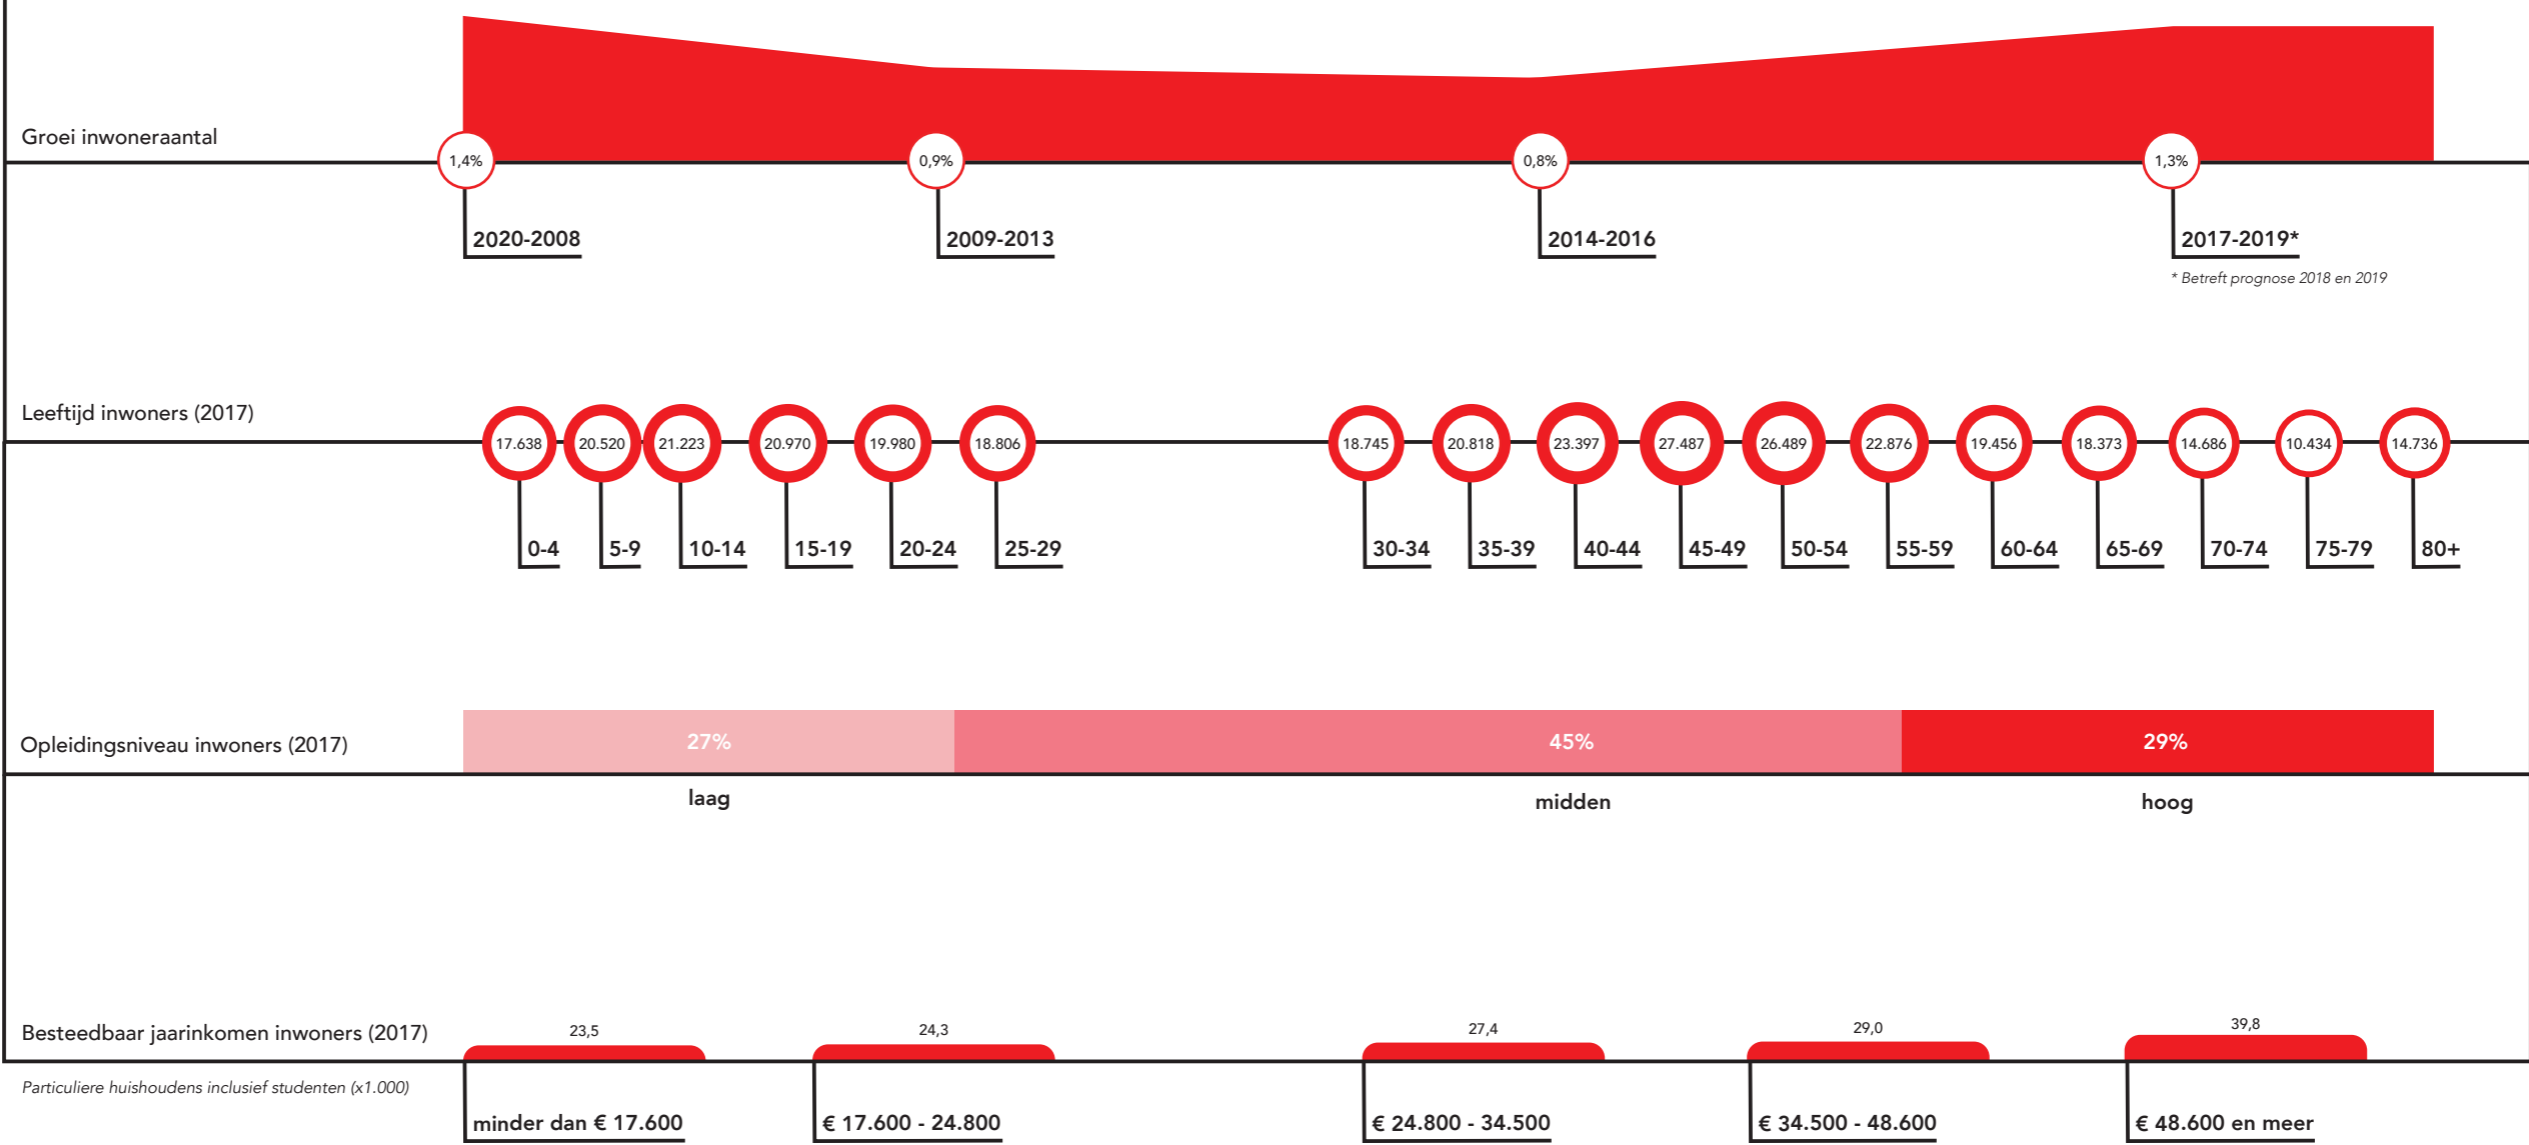 Groei inwoneraantal
1,4% 0,9% 0,8% 1,3%
2020-2008 2009-2013 2014-2016 2017-2019*
* Betreft prognose 2018 en 2019
Leeftijd inwoners (2017)
17.638 20.520 21.223 20.970 19.980 18.806 18.745 20.818 23.397 27.487 26.489 22.876 19.456 18.373 14.686 10.434 14.736
0-4 5-9 10-14 15-19 20-24 25-29 30-34 35-39 40-44 45-49 50-54 55-59 60-64 65-69 70-74 75-79 80+
Opleidingsniveau inwoners (2017)
27% 45% 29%
laag midden hoog
Besteedbaar jaarinkomen inwoners (2017)
23,5 24,3 27,4 29,0 39,8
Particuliere huishoudens inclusief studenten (x1.000)
minder dan € 17.600 € 17.600 - 24.800 € 24.800 - 34.500 € 34.500 - 48.600 € 48.600 en meer